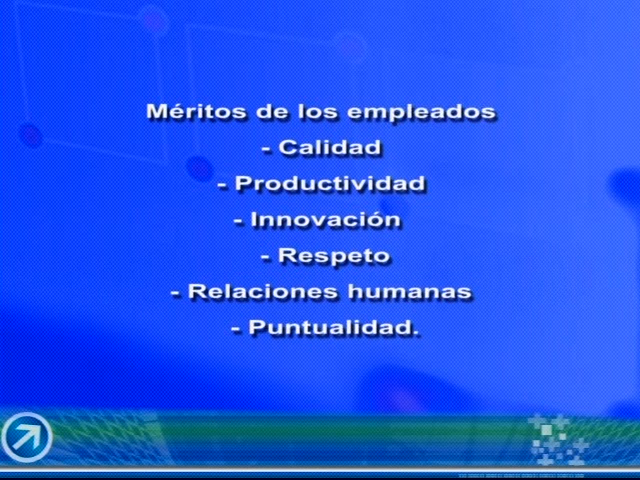 Méritos de los empleados
- Calidad
- Productividad
- Innovación
- Respeto
- Relaciones humanas
- Puntualidad.